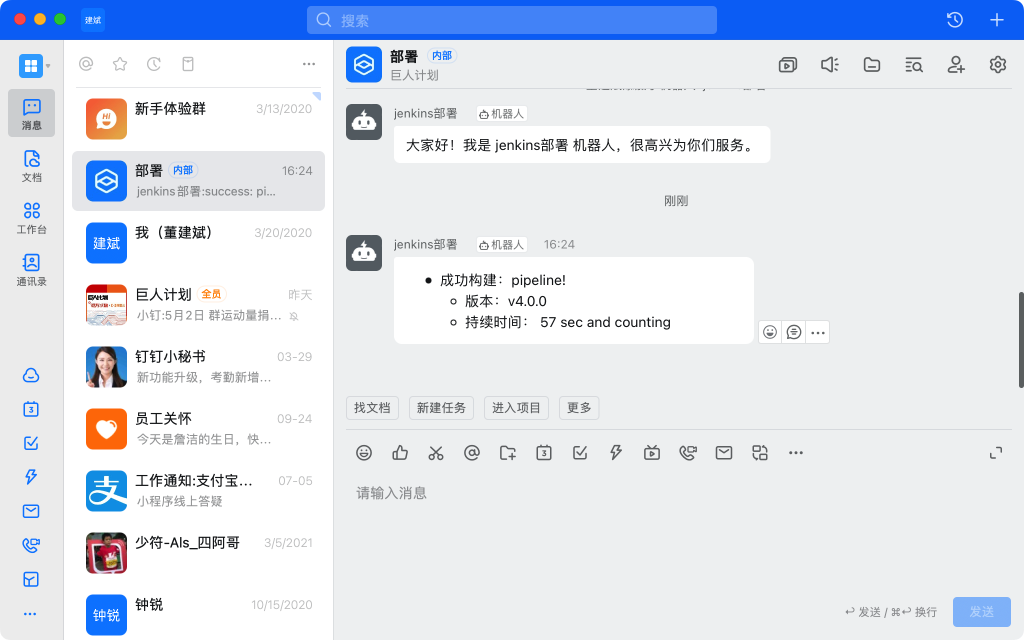 建斌
搜索
消息
文档
工作台
通讯录
3
Hi
新手体验群
3/13/2020
部署
内部
16:24
jenkins部署:success: pi...
建斌
我（董建斌）
3/20/2020
巨人计划
全员
昨天
小钉:5月2日 群运动量捐...
钉钉小秘书
03-29
新功能升级，考勤新增...
员工关怀
09-24
今天是詹洁的生日，快...
支
工作通知:支付宝...
07-05
小程序线上答疑
少符-Als_四阿哥
3/5/2021
钟锐
钟锐
10/15/2020
部署
内部
巨人计划
jenkins部署
机器人
大家好！我是 jenkins部署 机器人，很高兴为你们服务。
刚刚
jenkins部署
机器人
16:24
成功构建：pipeline!
版本：v4.0.0
持续时间： 57 sec and counting
找文档
新建任务
进入项目
更多
3
请输入消息
↩ 发送 / ⌘↩ 换行
发送